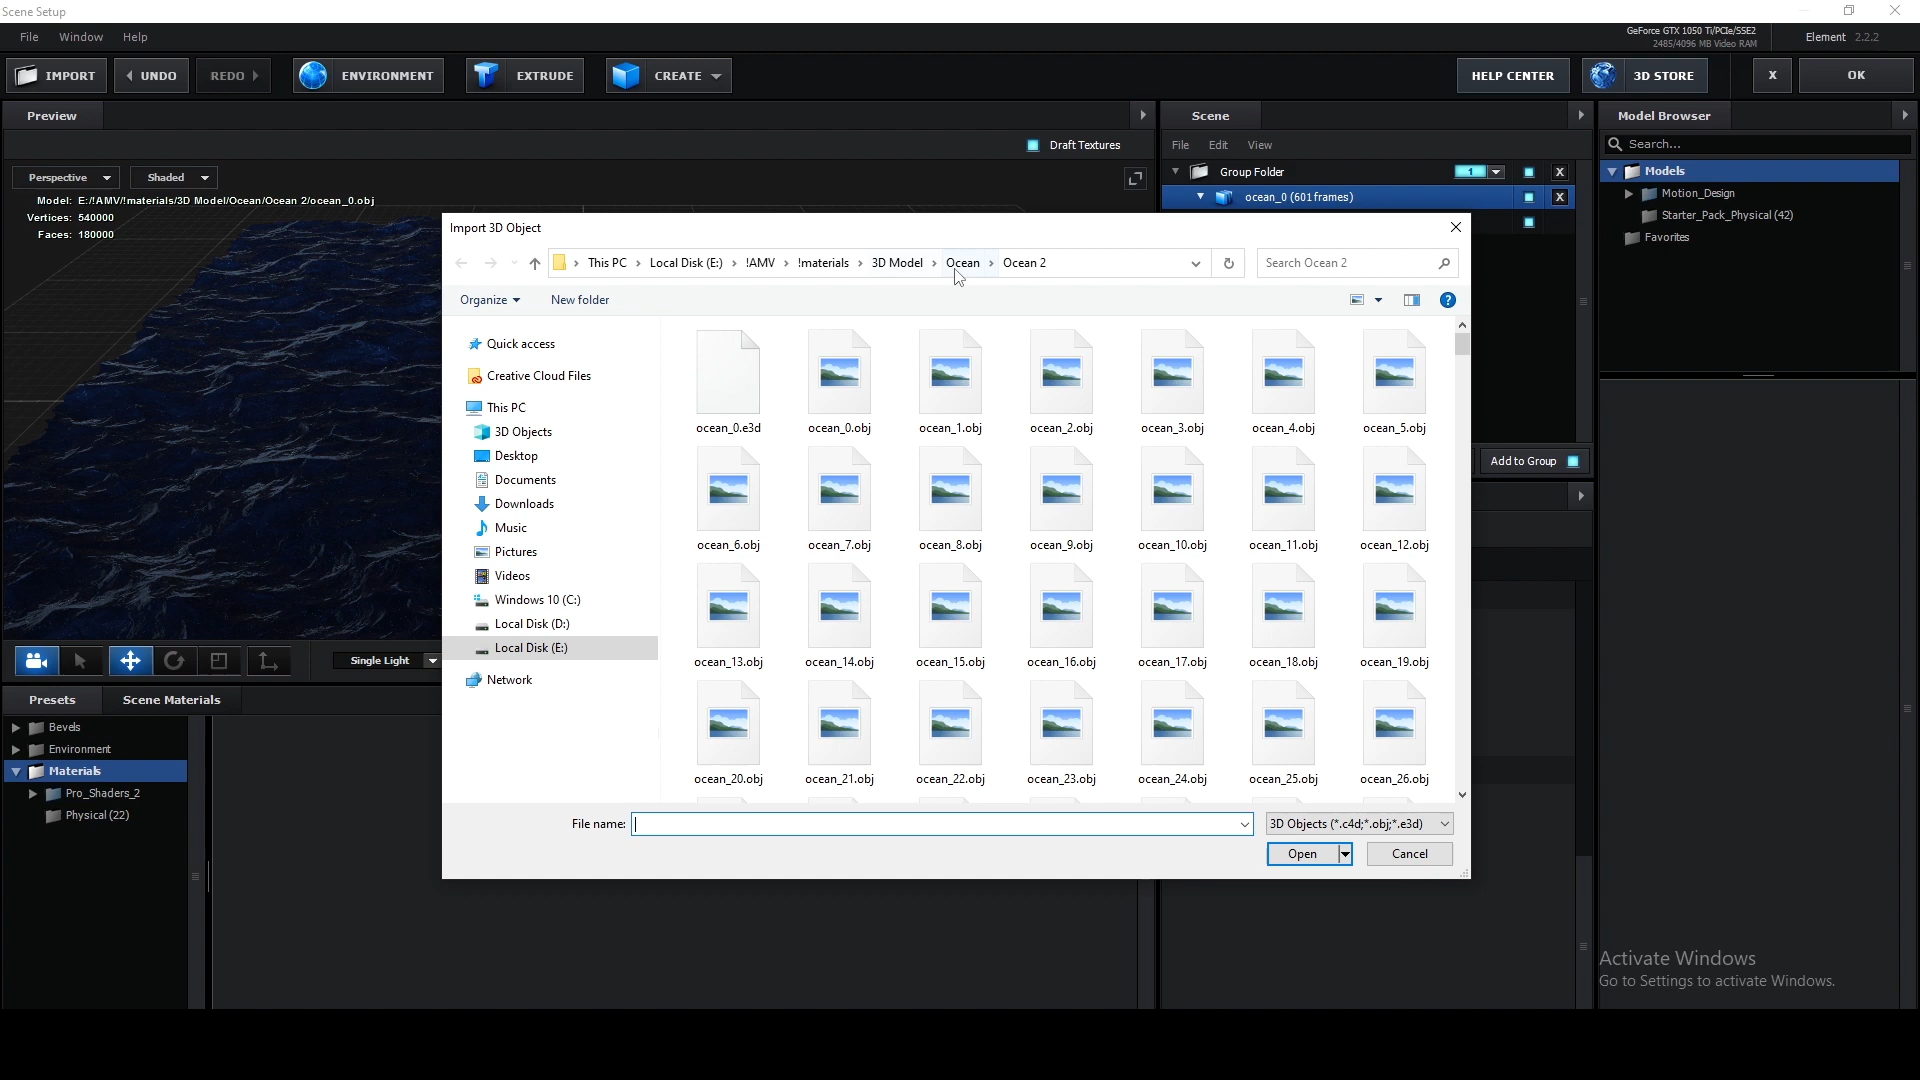 Scene Setup
File Window Help
GeForce GTX 1050 Ti/PCIe/SSE2
2485/4096 MB Video RAM
Element 2.2.2
IMPORT UNDO REDO ENVIRONMENT EXTRUDE CREATE HELP CENTER 3D STORE X OK
Preview
Draft Textures
Perspective Shaded
Model: E:/!AMV/!materials/3D Model/Ocean/Ocean 2/ocean_0.obj
Vertices: 540000
Faces: 180000
Scene
File Edit View
Group Folder 1 X
ocean_0 (601 frames) X
Model Browser
Search...
Models
Motion_Design
Starter_Pack_Physical (42)
Favorites
Import 3D Object
This PC Local Disk (E:) !AMV !materials 3D Model Ocean Ocean 2
Search Ocean 2
Organize New folder
Quick access
Creative Cloud Files
This PC
3D Objects
Desktop
Documents
Downloads
Music
Pictures
Videos
Windows 10 (C:)
Local Disk (D:)
Local Disk (E:)
Network
ocean_0.e3d ocean_0.obj ocean_1.obj ocean_2.obj ocean_3.obj ocean_4.obj ocean_5.obj
ocean_6.obj ocean_7.obj ocean_8.obj ocean_9.obj ocean_10.obj ocean_11.obj ocean_12.obj
ocean_13.obj ocean_14.obj ocean_15.obj ocean_16.obj ocean_17.obj ocean_18.obj ocean_19.obj
ocean_20.obj ocean_21.obj ocean_22.obj ocean_23.obj ocean_24.obj ocean_25.obj ocean_26.obj
File name: 3D Objects (*.c4d;*.obj;*.e3d)
Open Cancel
Add to Group
Single Light
Presets Scene Materials
Bevels
Environment
Materials
Pro_Shaders_2
Physical (22)
Activate Windows
Go to Settings to activate Windows.